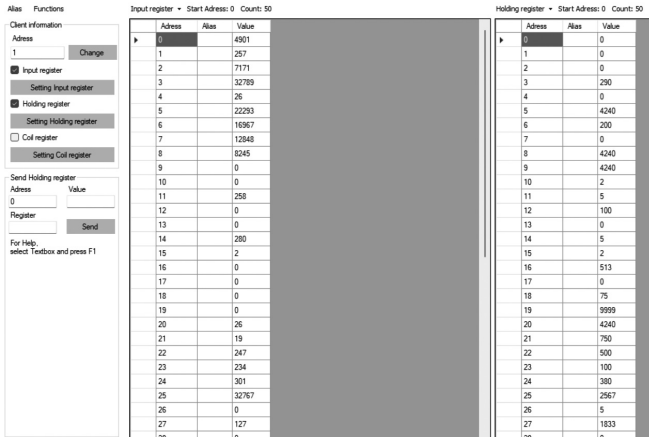 Alias Functions
Client information
Adress
1 Change
Input register
Setting Input register
Holding register
Setting Holding register
Coil register
Setting Coil register
Send Holding register
Adress Value
0
Register
Send
For Help,
select Textbox and press F1
Input register Start Adress: 0 Count: 50
Adress Alias Value
0 4901
1 257
2 7171
3 32789
4 26
5 22293
6 16967
7 12848
8 8245
9 0
10 0
11 258
12 0
13 0
14 280
15 2
16 0
17 0
18 0
19 0
20 26
21 19
22 247
23 234
24 301
25 32767
26 0
27 127
28 0
Holding register Start Adress: 0 Count: 50
Adress Alias Value
0 0
1 0
2 0
3 290
4 0
5 4240
6 200
7 0
8 4240
9 4240
10 2
11 5
12 100
13 0
14 5
15 2
16 513
17 0
18 75
19 9999
20 4240
21 750
22 500
23 100
24 380
25 2567
26 5
27 1833
28 0